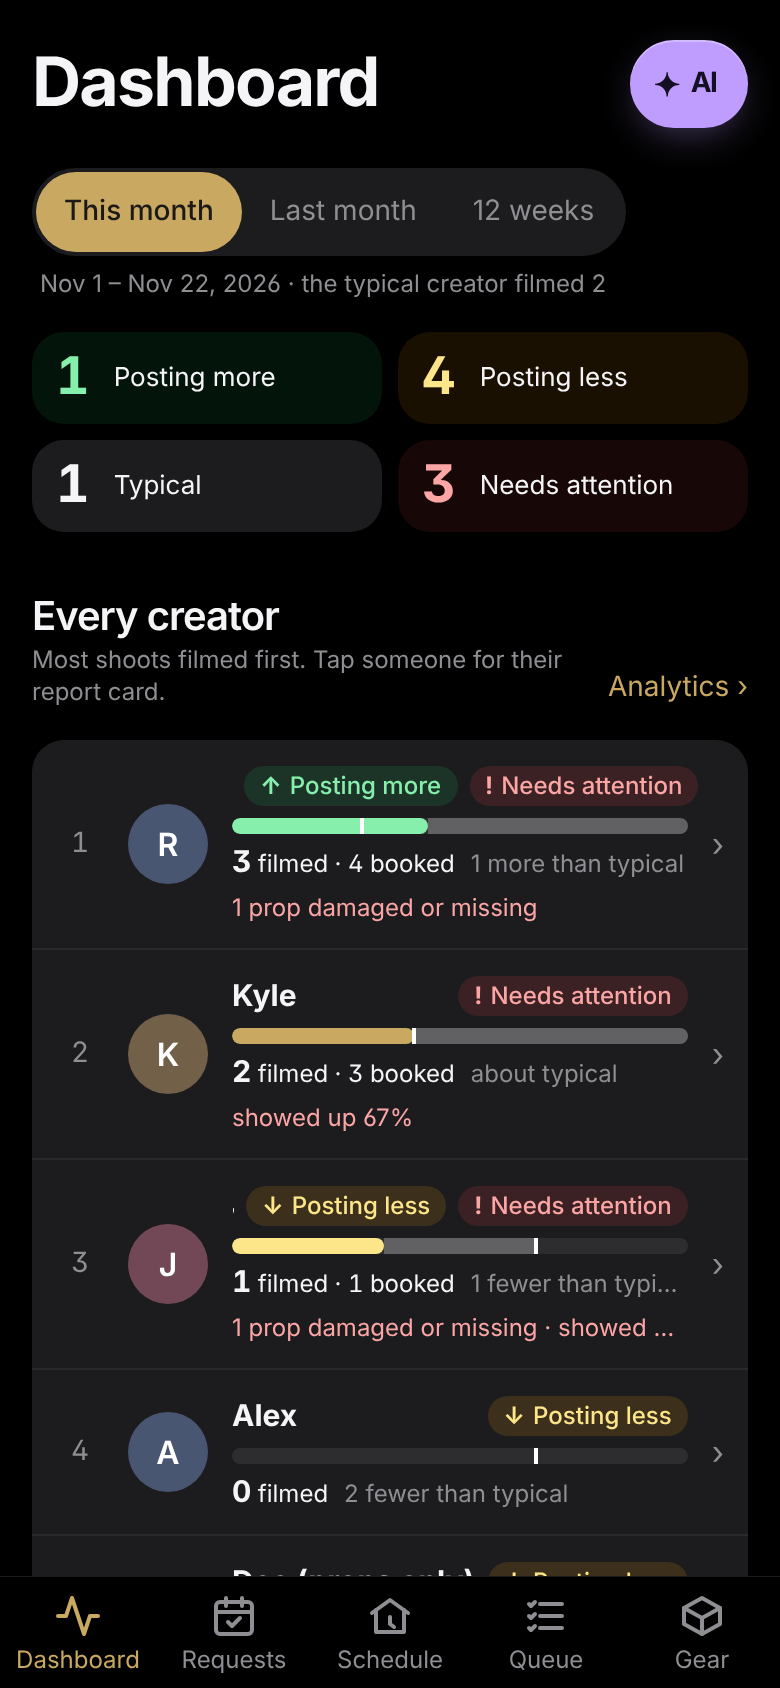 Dashboard
AI
This month
Last month
12 weeks
Nov 1 – Nov 22, 2026 · the typical creator filmed 2
1 Posting more
4 Posting less
1 Typical
3 Needs attention
Every creator
Most shoots filmed first. Tap someone for their
report card.
Analytics ›
↑ Posting more
! Needs attention
1
R
3 filmed · 4 booked 1 more than typical
1 prop damaged or missing
Kyle
! Needs attention
2
K
2 filmed · 3 booked about typical
showed up 67%
↓ Posting less
! Needs attention
3
J
1 filmed · 1 booked 1 fewer than typi...
1 prop damaged or missing · showed ...
Alex
↓ Posting less
4
A
0 filmed 2 fewer than typical
Dashboard
Requests
Schedule
Queue
Gear